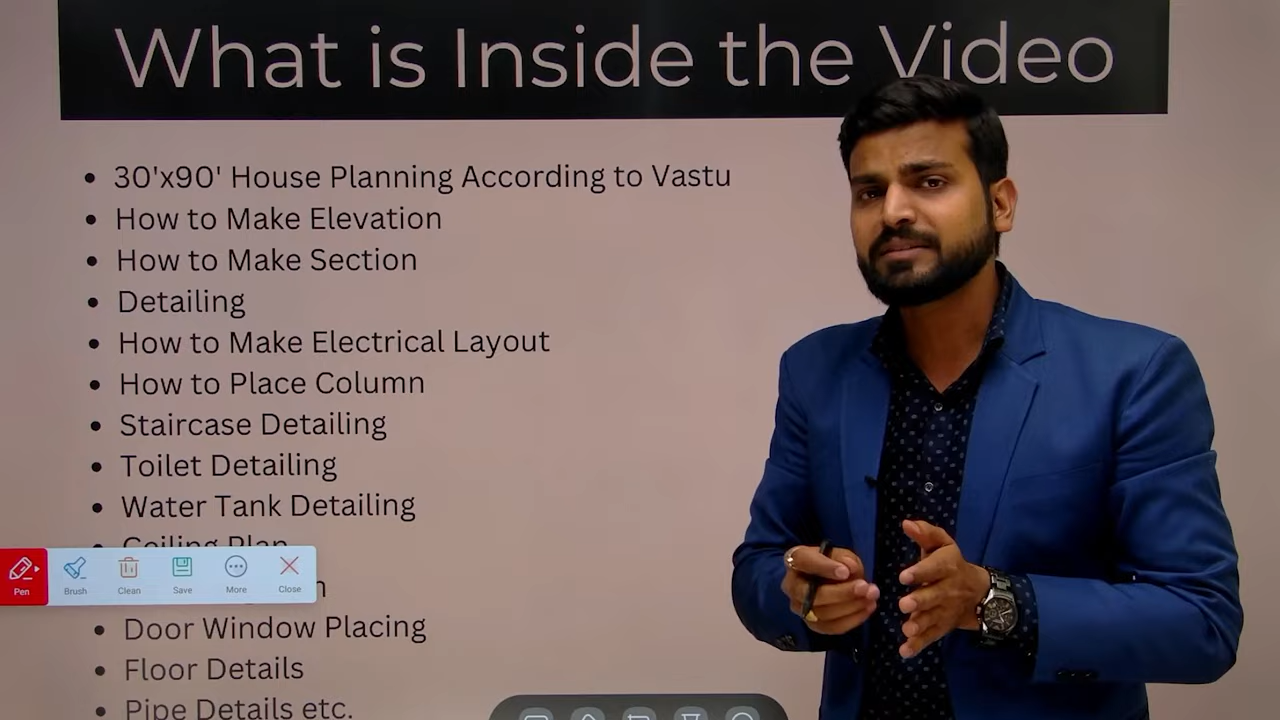 What is Inside the Video
• 30'x90' House Planning According to Vastu
• How to Make Elevation
• How to Make Section
• Detailing
• How to Make Electrical Layout
• How to Place Column
• Staircase Detailing
• Toilet Detailing
• Water Tank Detailing
Ceiling Plan
Pen Brush Clean Save More Close
• Door Window Placing
• Floor Details
• Pipe Details etc.